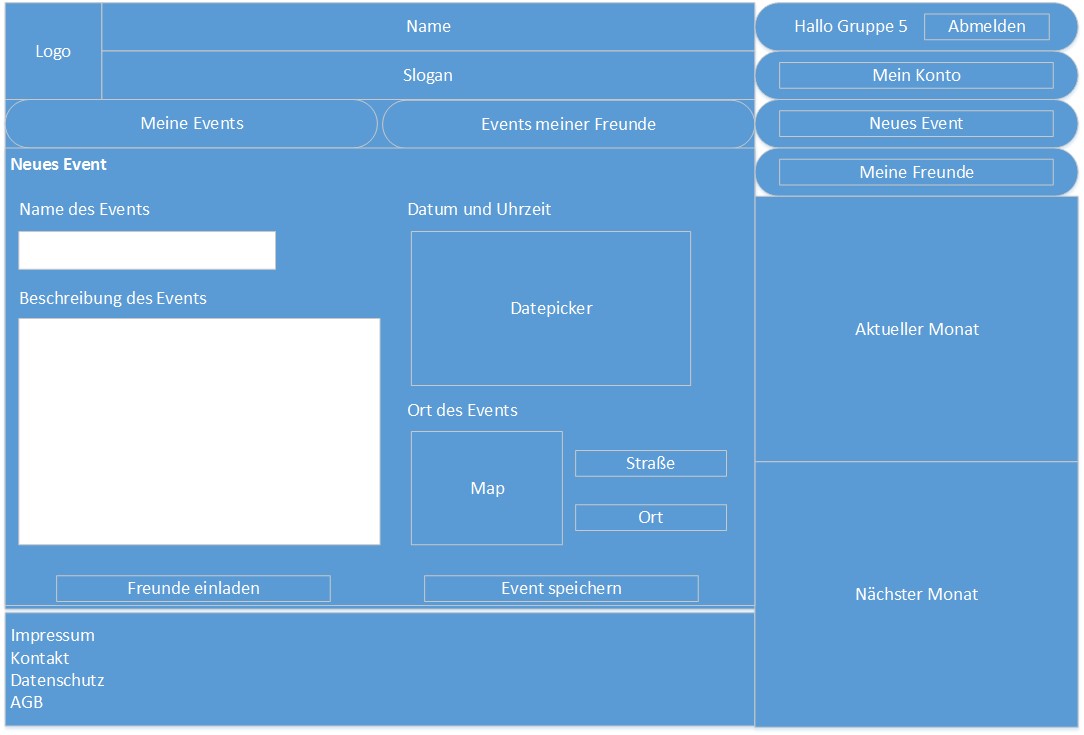 Logo
Name
Slogan
Hallo Gruppe 5
Abmelden
Mein Konto
Neues Event
Meine Freunde
Meine Events
Events meiner Freunde
Neues Event
Name des Events
Beschreibung des Events
Datum und Uhrzeit
Datepicker
Ort des Events
Map
Straße
Ort
Freunde einladen
Event speichern
Aktueller Monat
Nächster Monat
Impressum
Kontakt
Datenschutz
AGB